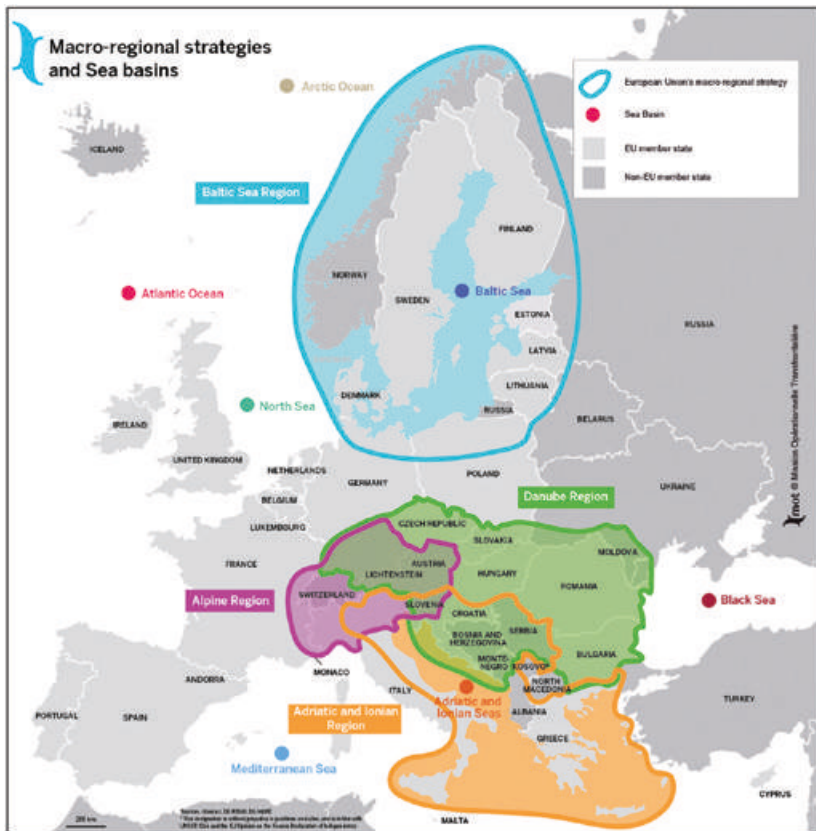 Macro-regional strategies
and Sea basins
Arctic Ocean
European Union's macro-regional strategy
Sea Basin
EU member state
Non-EU member state
ICELAND
Baltic Sea Region
FINLAND
NORWAY
SWEDEN
Baltic Sea
Atlantic Ocean
ESTONIA
RUSSIA
LATVIA
LITHUSNIA
DENMARK
RUSSIA
BELARUS
North Sea
IRELAND
UNITED KINGDOM
NETHERLANDS
GERMANY
POLAND
BELGIUM
LUXEMBOURG
UKRAINE
Danube Region
CZECH REPUBLIC
SLOVAKIA
MOLDOVA
FRANCE
AUSTRIA
LICHTENSTEIN
HUNGARY
ROMANIA
Alpine Region
SWITZERLAND
SLOVENIA
CROATIA
Black Sea
BOSNIA AND
HERZEGOVINA
SERBIA
MONTE-
NEGRO
KOSOVO*
BULGARIA
MONACO
ANDORRA
ITALY
NORTH
MACEDONIA
Adriatic and
Ionian Seas
Adriatic and Ionian
Region
ALBANIA
TURKEY
PORTUGAL
SPAIN
GREECE
Mediterranean Sea
CYPRUS
MALTA
mot © Mission Opérationnelle Transfrontalière